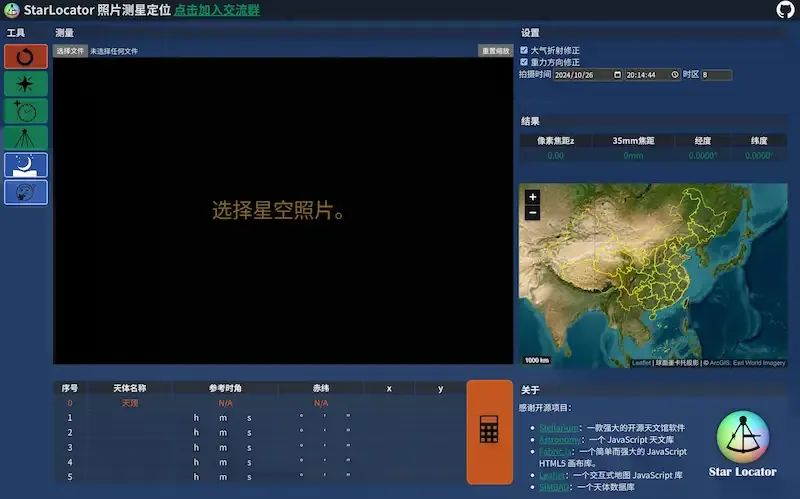 StarLocator 照片测星定位 点击加入交流群
工具
测量
选择文件 未选择任何文件
重置缩放
选择星空照片。
序号 天体名称 参考时角 赤纬 x y
0 天顶 N/A N/A
1 h m s ° ' "
2 h m s ° ' "
3 h m s ° ' "
4 h m s ° ' "
5 h m s ° ' "
设置
大气折射修正
重力方向修正
拍摄时间 2024/10/26 20:14:44 时区 8
结果
像素焦距z 35mm焦距 经度 纬度
0.00 0mm 0.0000° 0.0000°
+
−
1000 km
Leaflet | 球面墨卡托投影 | © ArcGIS, Esri World Imagery
关于
感谢开源项目：
Stellarium：一款强大的开源天文馆软件
Astronomy：一个 JavaScript 天文库
Fabric.js：一个简单而强大的 JavaScript
HTML5 画布库。
Leaflet：一个交互式地图 JavaScript 库
SIMBAD：一个天体数据库
Star Locator